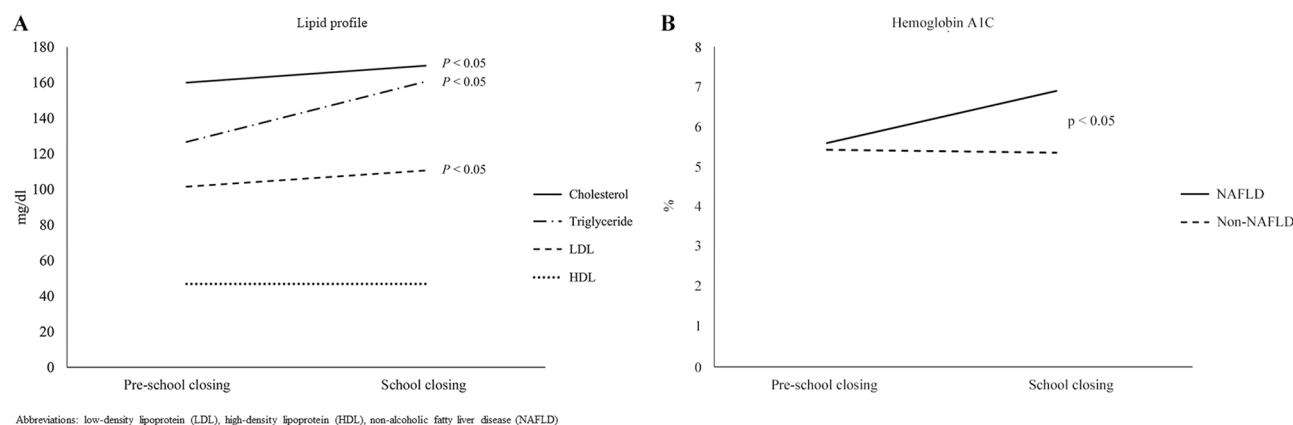 A
Lipid profile
180
160
140
120
100
80
60
40
20
0
mg/dl
P < 0.05
P < 0.05
P < 0.05
Cholesterol
Triglyceride
LDL
HDL
Pre-school closing
School closing
B
Hemoglobin A1C
8
7
6
5
4
3
2
1
0
%
p < 0.05
NAFLD
Non-NAFLD
Pre-school closing
School closing
Abbreviations: low-density lipoprotein (LDL), high-density lipoprotein (HDL), non-alcoholic fatty liver disease (NAFLD)